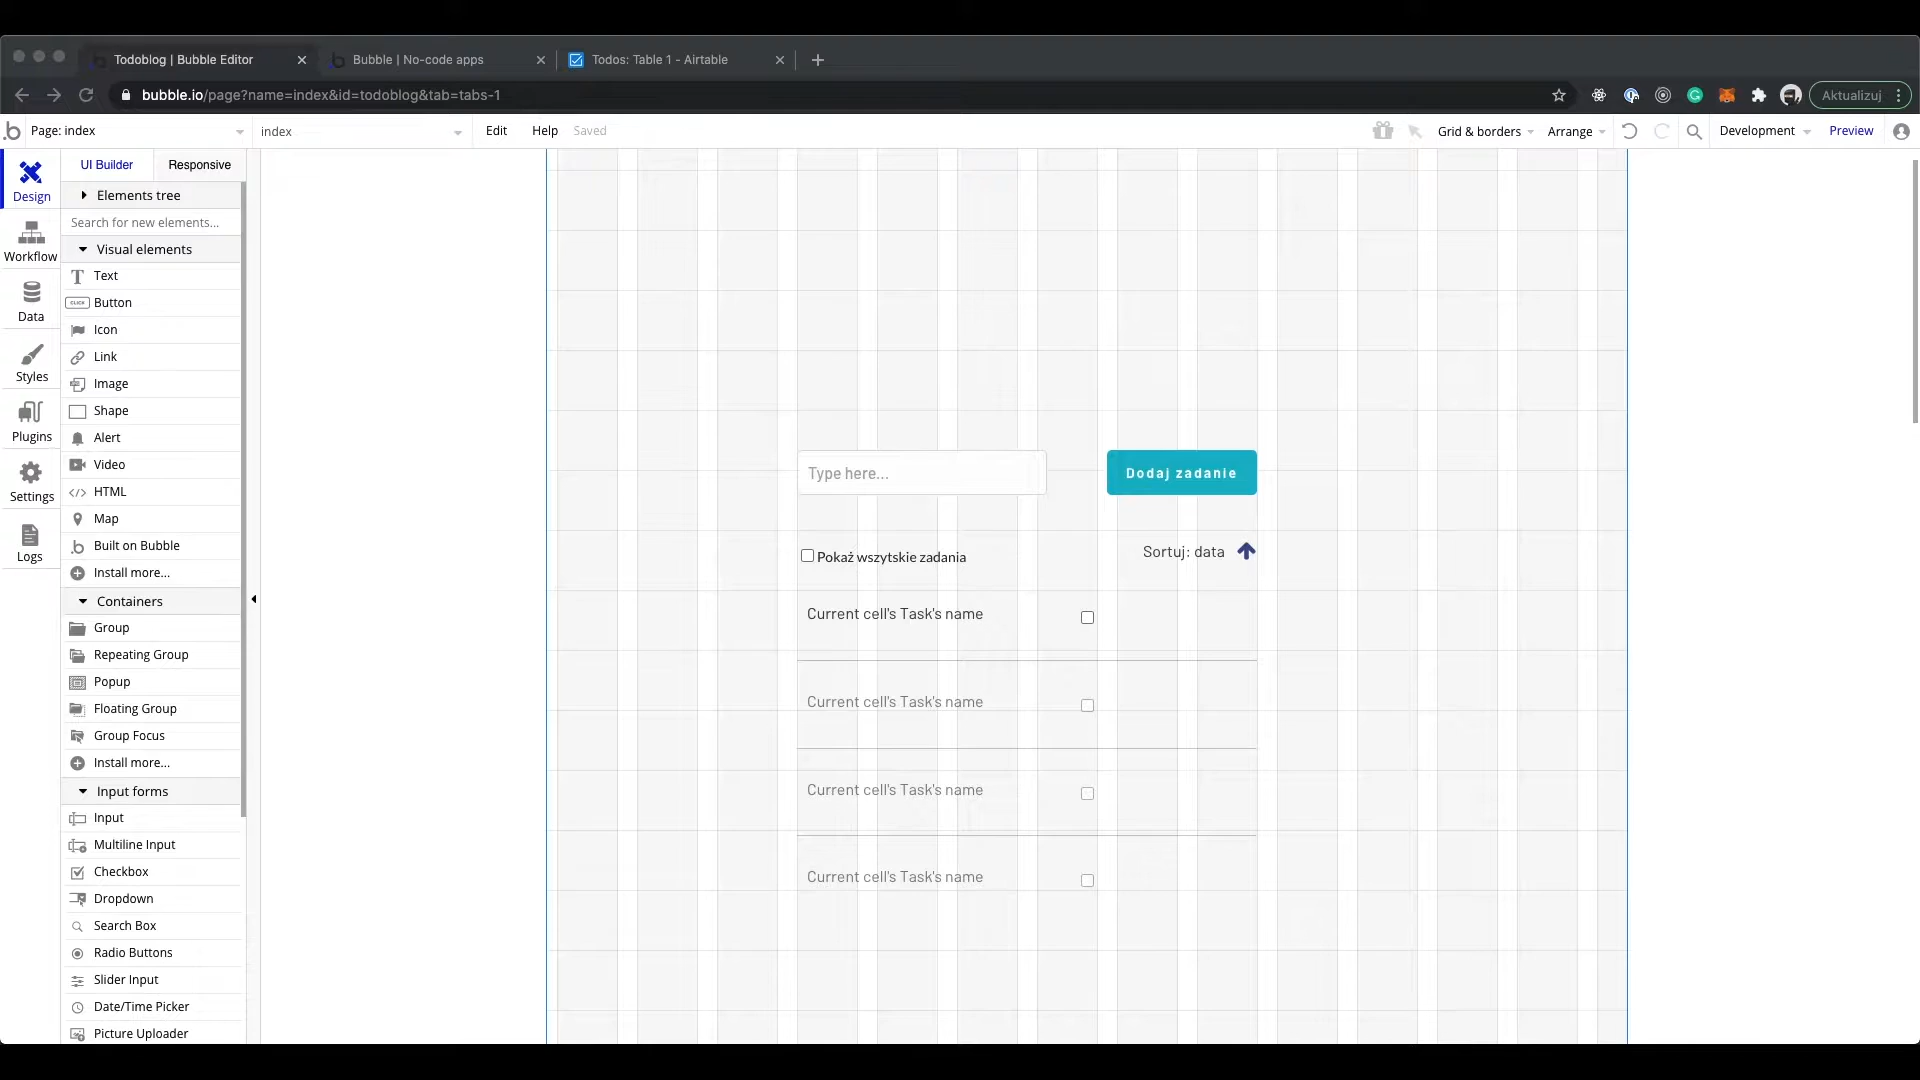 Todoblog | Bubble Editor
Bubble | No-code apps
Todos: Table 1 - Airtable
bubble.io/page?name=index&id=todoblog&tab=tabs-1
Aktualizuj
Page: index
index
Edit
Help
Saved
Grid & borders
Arrange
Development
Preview
Design
Workflow
Data
Styles
Plugins
Settings
Logs
UI Builder
Responsive
Elements tree
Search for new elements...
Visual elements
Text
CLICK
Button
Icon
Link
Image
Shape
Alert
Video
HTML
Map
Built on Bubble
Install more...
Containers
Group
Repeating Group
Popup
Floating Group
Group Focus
Install more...
Input forms
Input
Multiline Input
Checkbox
Dropdown
Search Box
Radio Buttons
Slider Input
Date/Time Picker
Picture Uploader
Type here...
Dodaj zadanie
Pokaż wszytskie zadania
Sortuj: data
Current cell's Task's name
Current cell's Task's name
Current cell's Task's name
Current cell's Task's name